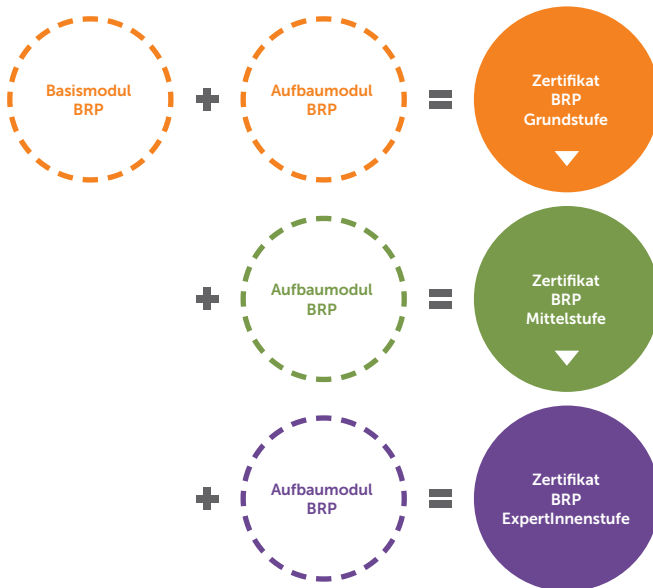 Basismodul
BRP
+
Aufbaumodul
BRP
=
Zertifikat
BRP
Grundstufe
+
Aufbaumodul
BRP
=
Zertifikat
BRP
Mittelstufe
+
Aufbaumodul
BRP
=
Zertifikat
BRP
ExpertInnenstufe